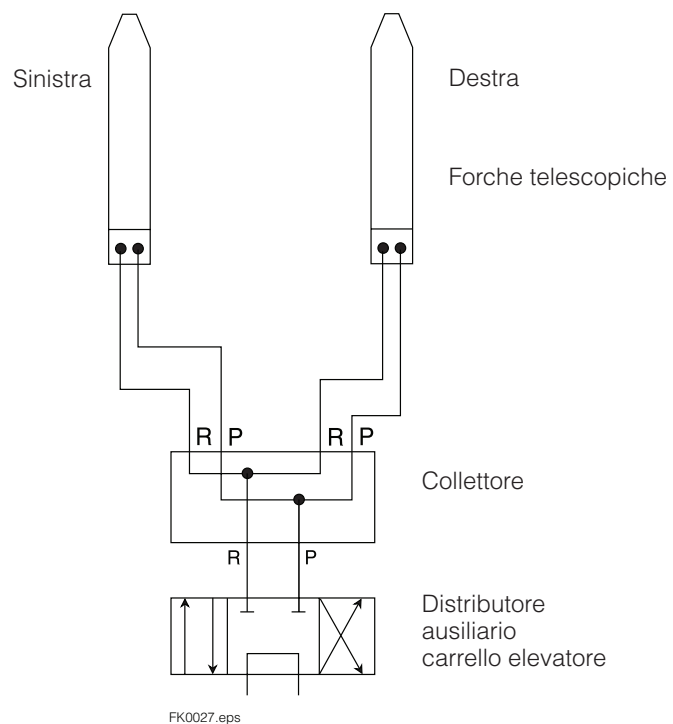 Sinistra
Destra
Forche telescopiche
R P R P
Collettore
R P
Distributore
ausiliario
carrello elevatore
FK0027.eps